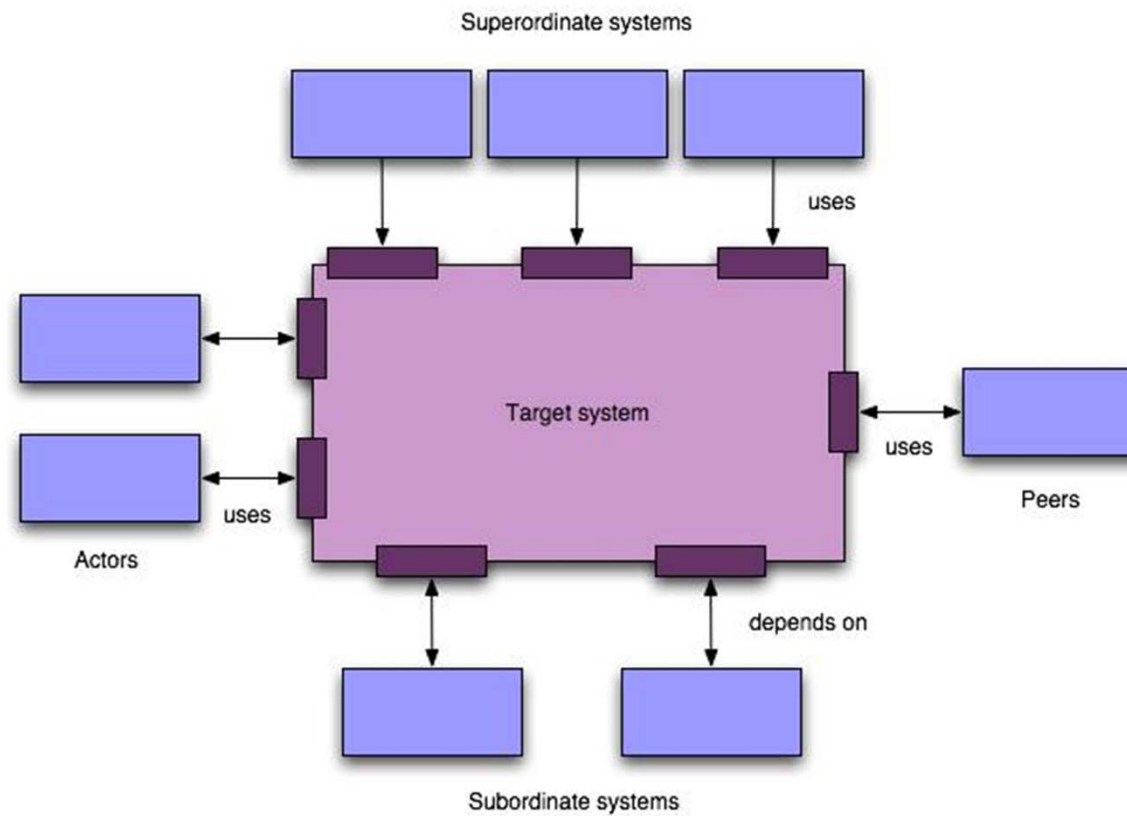 Superordinate systems
uses
Target system
uses
Peers
uses
Actors
depends on
Subordinate systems